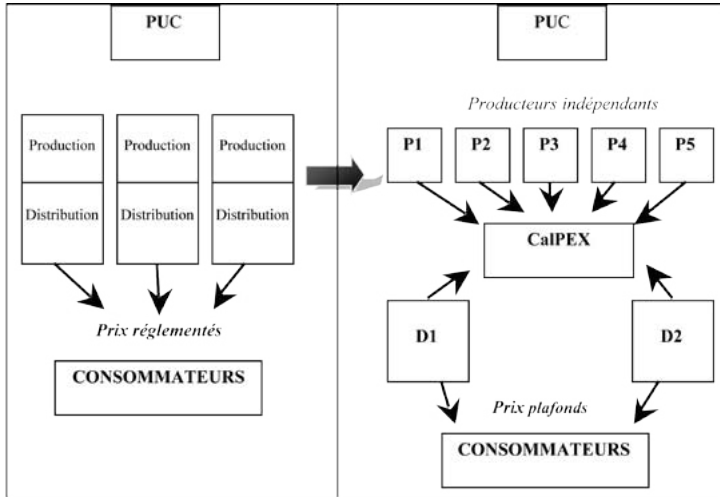 PUC
Production
Production
Production
Distribution
Distribution
Distribution
Prix réglementés
CONSOMMATEURS
PUC
Producteurs indépendants
P1
P2
P3
P4
P5
CalPEX
D1
D2
Prix plafonds
CONSOMMATEURS